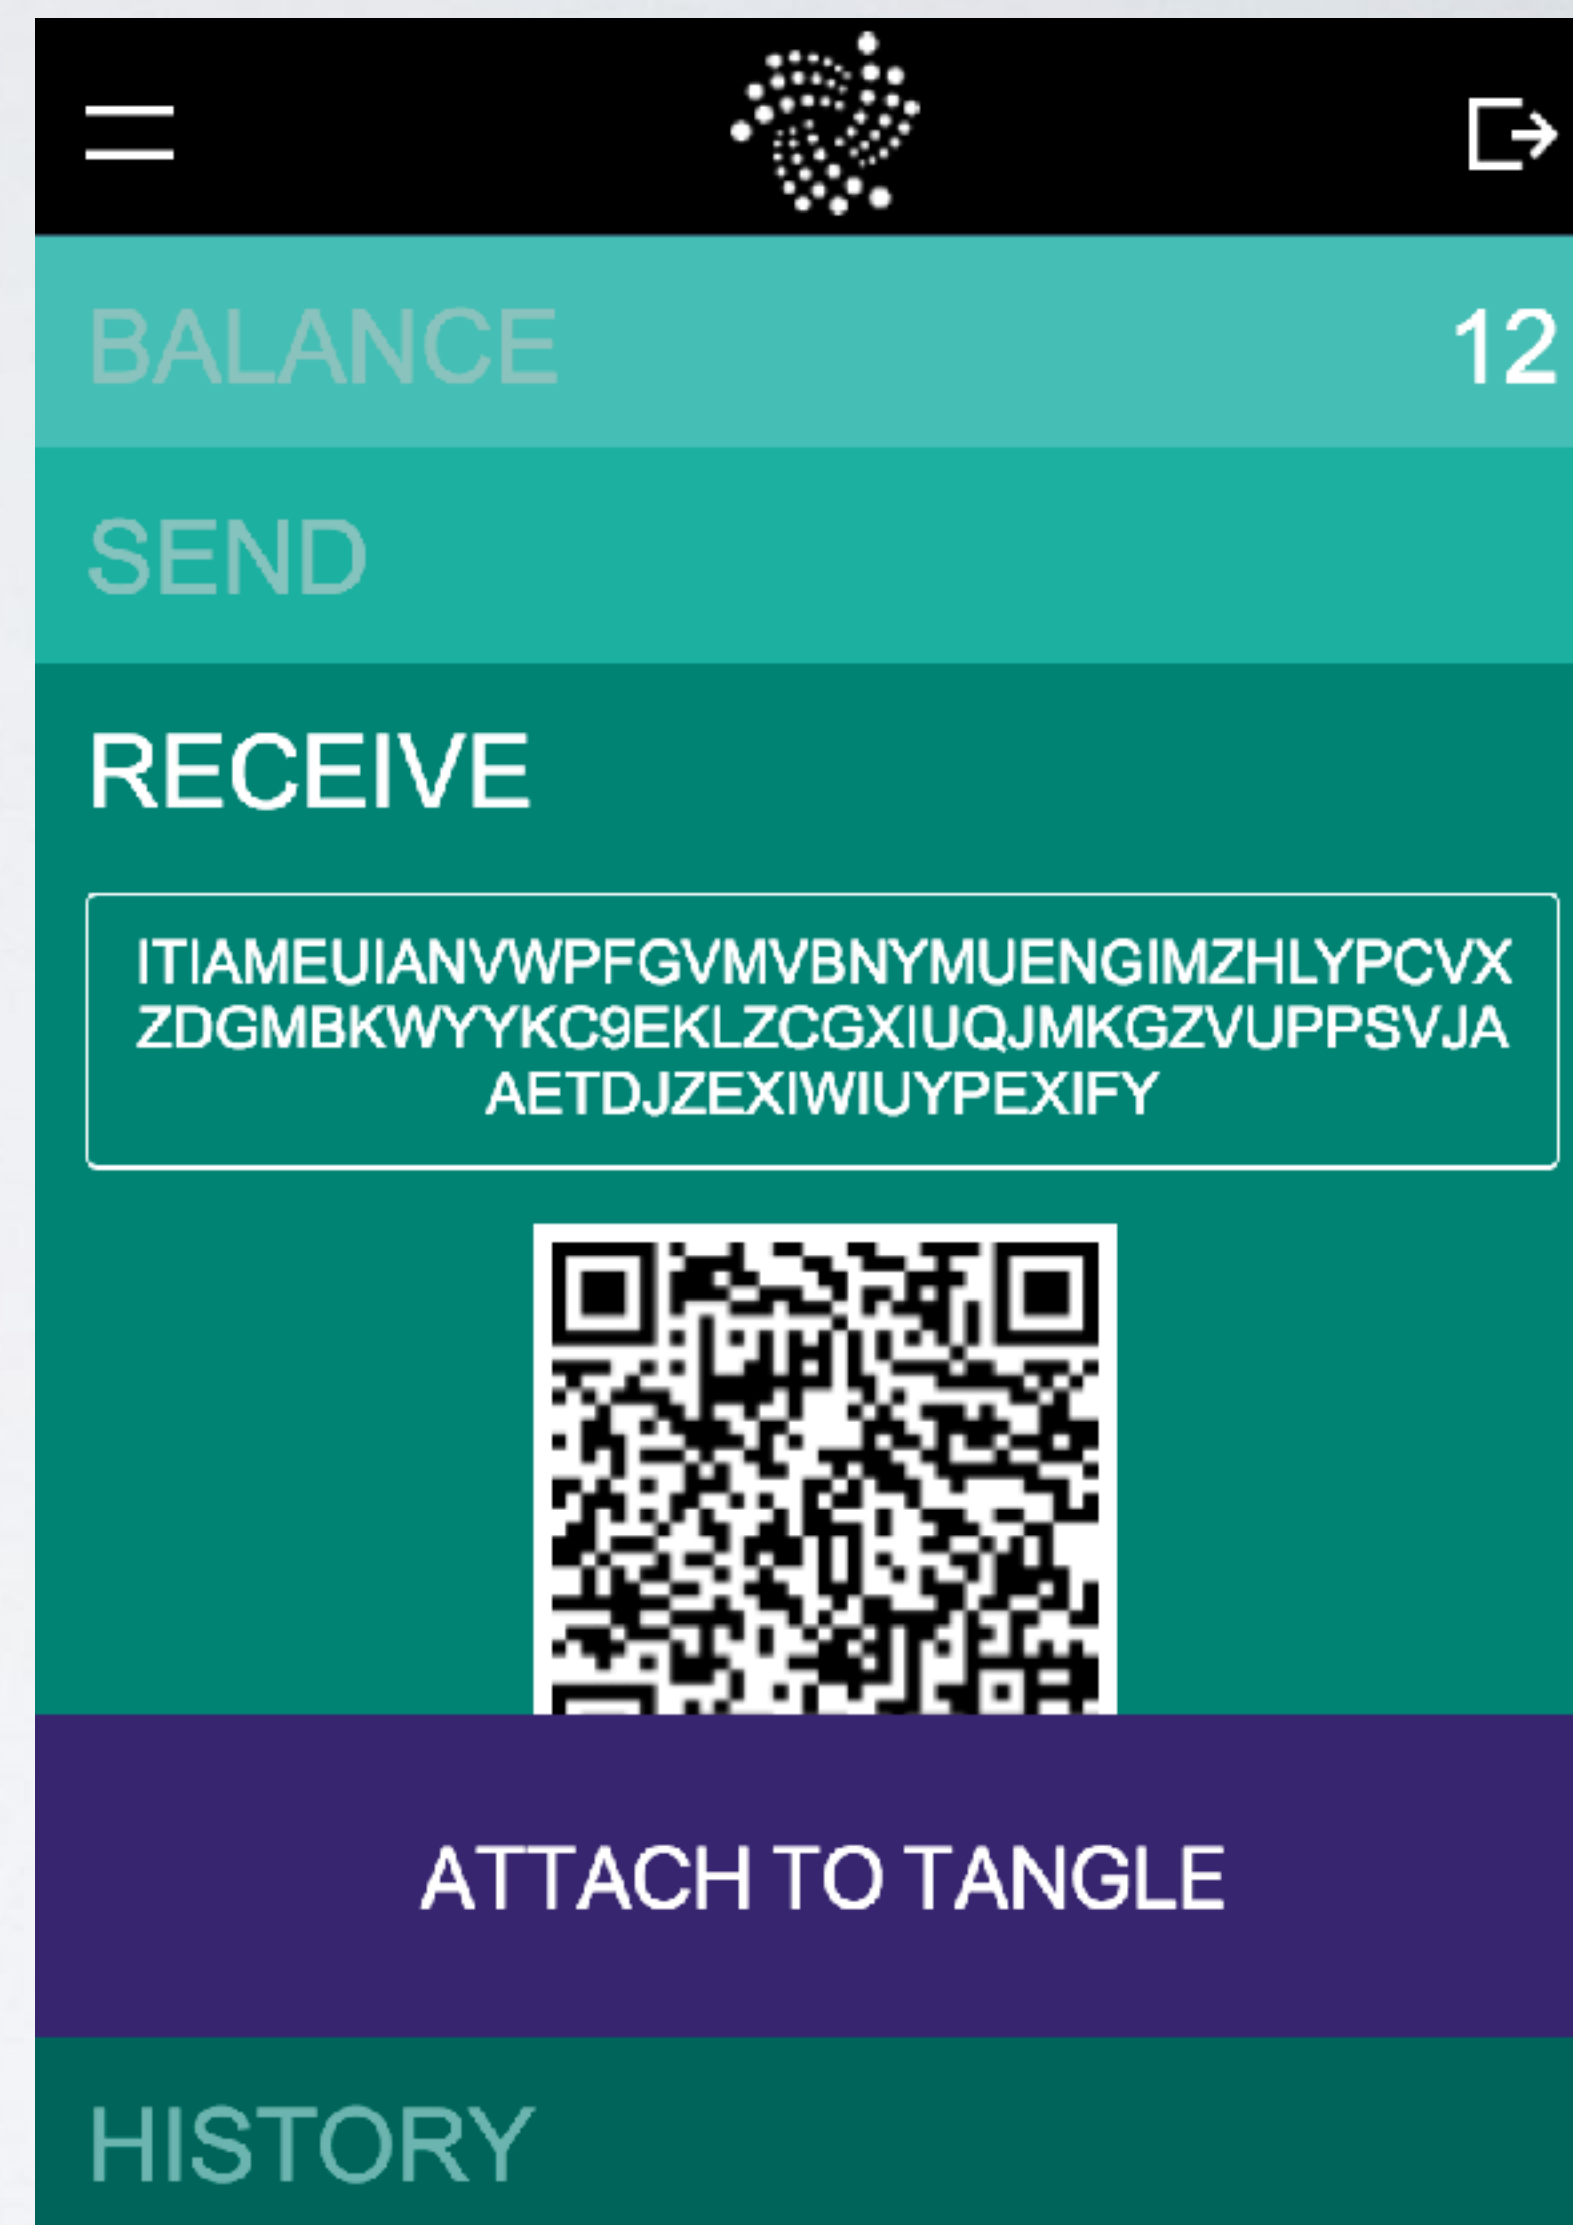 BALANCE 12
SEND
RECEIVE
ITIAMEUIANVWPFGVMVBNYMUENGIMZHLYPCVX
ZDGMBKWYYKC9EKLZCGXIUQJMKGZVUPPSVJA
AETDJZEXIWIUYPEXIFY
ATTACH TO TANGLE
HISTORY